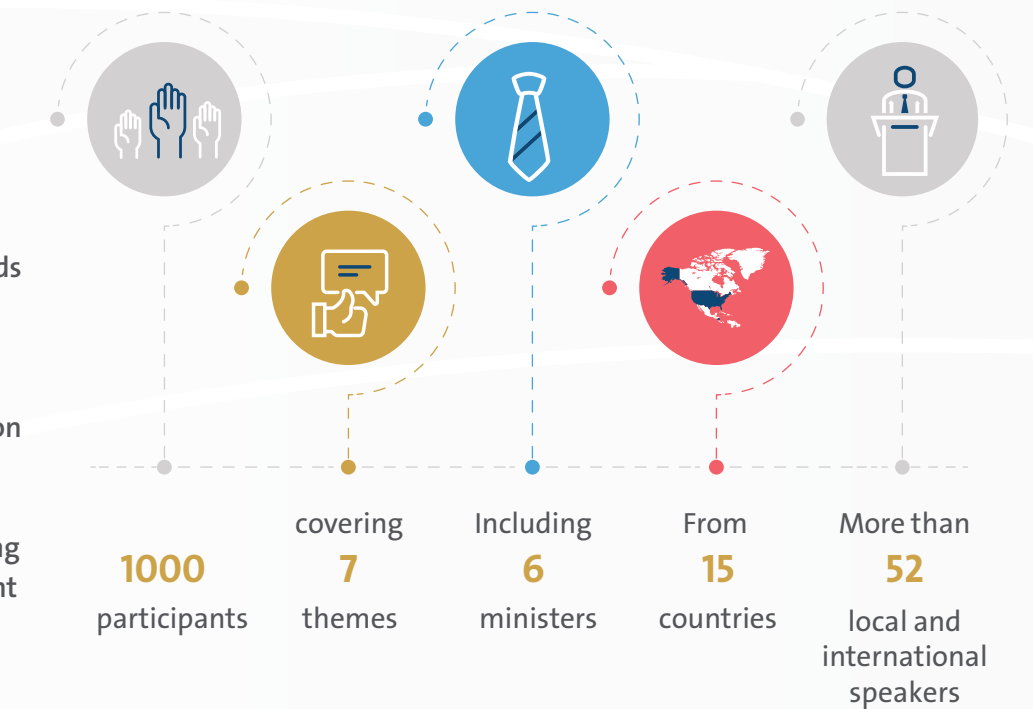 ds
on
ng
nt
1000
participants
covering
7
themes
Including
6
ministers
From
15
countries
More than
52
local and
international
speakers